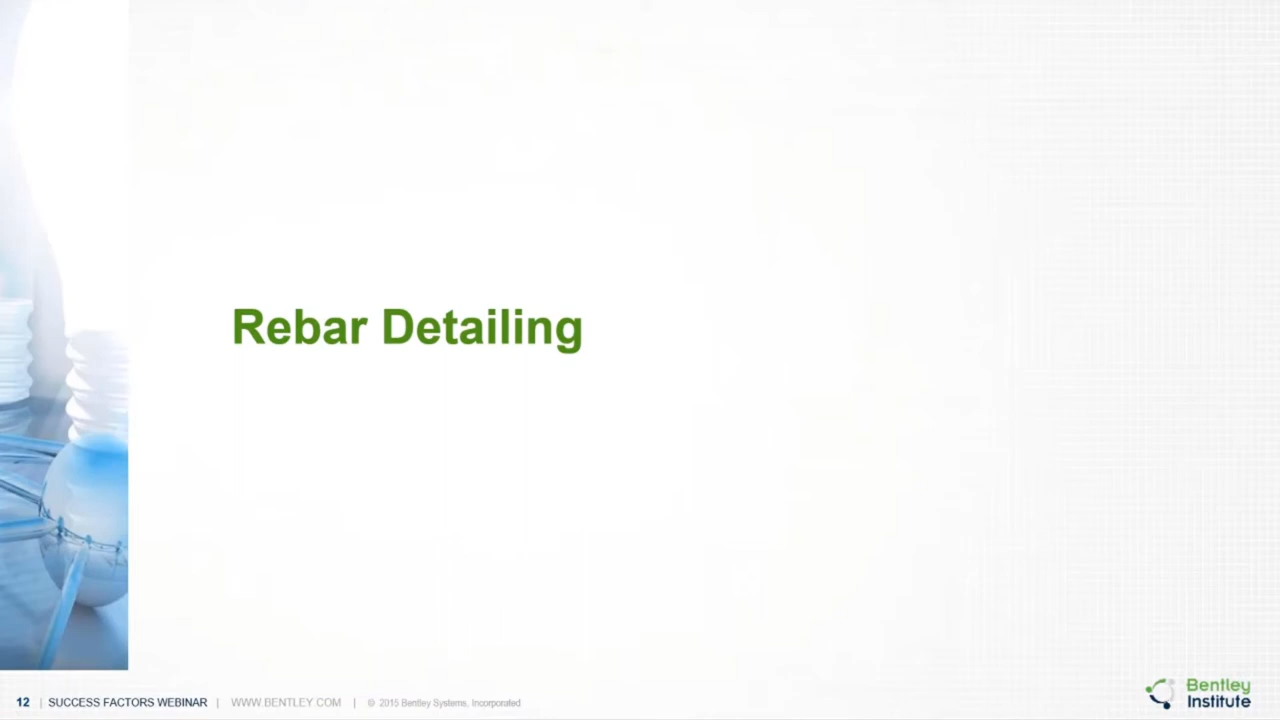 Rebar Detailing
12 | SUCCESS FACTORS WEBINAR | WWW.BENTLEY.COM | © 2015 Bentley Systems, Incorporated
Bentley
Institute